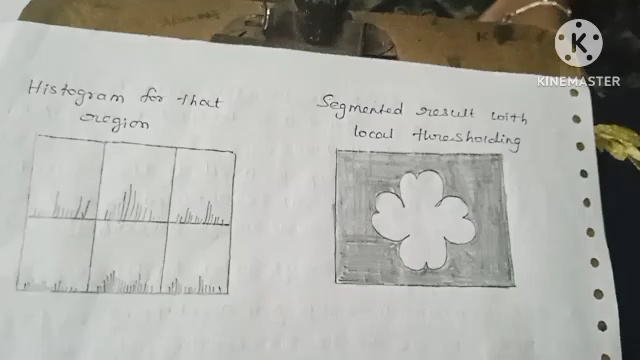 Histogram for that
region
Segmented result with
local thresholding
K
KINEMASTER